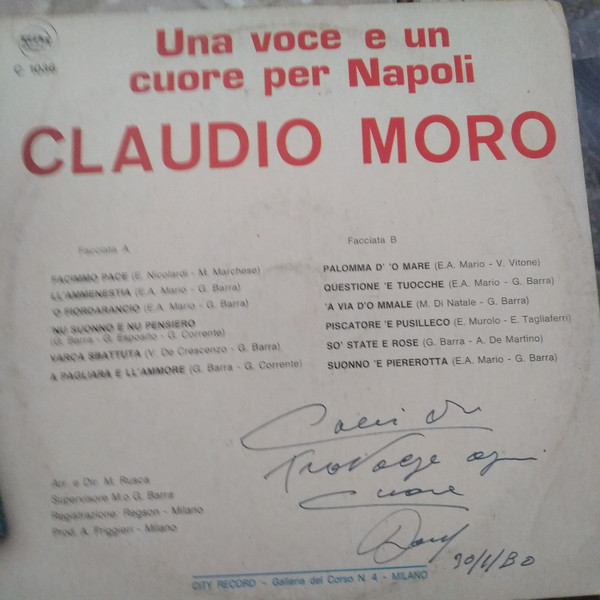 C. 1036
Una voce e un
cuore per Napoli
CLAUDIO MORO
Facciata A
FACIMMO PACE (E. Nicolardi - M. Marchese)
LL'AMMENESTIA (E.A. Mario - G. Barra)
'O FIORDARANCIO (E.A. Mario - G. Barra)
'NU SUONNO E NU PENSIERO
(G. Barra - G. Esposito - G. Corrente)
VARCA SBATTUTA (V. De Crescenzo - G. Barra)
A PAGLIARA E LL'AMMORE (G. Barra - G. Corrente)
Facciata B
PALOMMA D' 'O MARE (E.A. Mario - V. Vitone)
QUESTIONE 'E TUOCCHE (E.A. Mario - G. Barra)
'A VIA D'O MMALE (M. Di Natale - G. Barra)
PISCATORE 'E PUSILLECO (E. Murolo - E. Tagliaferri)
SO' STATE E ROSE (G. Barra - A. De Martino)
SUONNO 'E PIEREROTTA (E.A. Mario - G. Barra)
ogni
cuore
Arr. e Dir. M. Rusca
Supervisore M.o G. Barra
Registrazione: Regson - Milano
Prod. A. Friggieri - Milano
CITY RECORD - Galleria del Corso N. 4 - MILANO